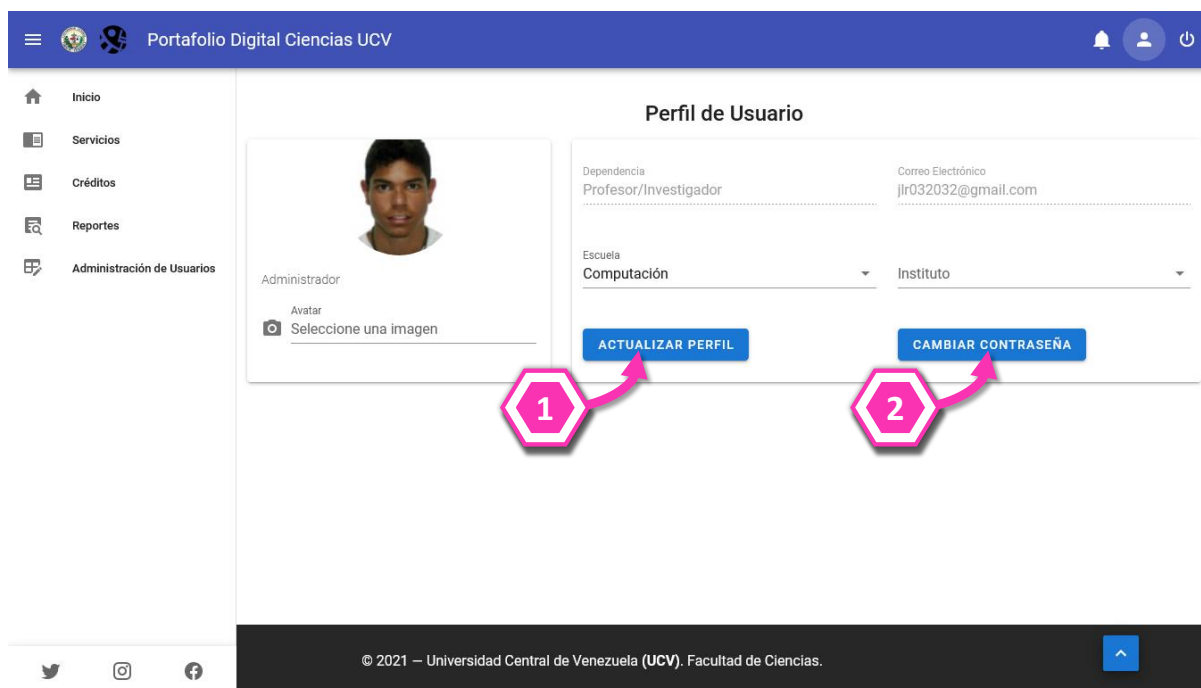 Portafolio Digital Ciencias UCV
Inicio
Servicios
Créditos
Reportes
Administración de Usuarios
Perfil de Usuario
Administrador
Avatar
Seleccione una imagen
Dependencia
Profesor/Investigador
Correo Electrónico
jlr032032@gmail.com
Escuela
Computación
Instituto
ACTUALIZAR PERFIL
CAMBIAR CONTRASEÑA
1
2
© 2021 — Universidad Central de Venezuela (UCV). Facultad de Ciencias.